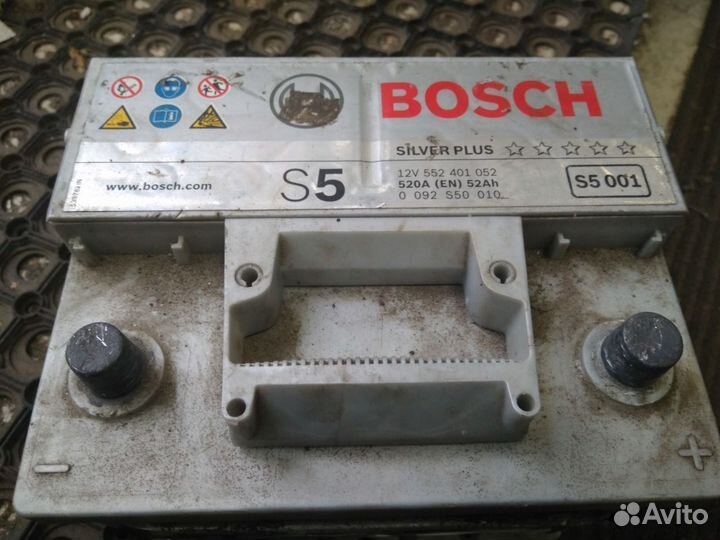 BOSCH
SILVER PLUS
www.bosch.com
S5
12V 552 401 052
520A (EN) 52Ah
0 092 S50 010
S5 001
- +
Avito